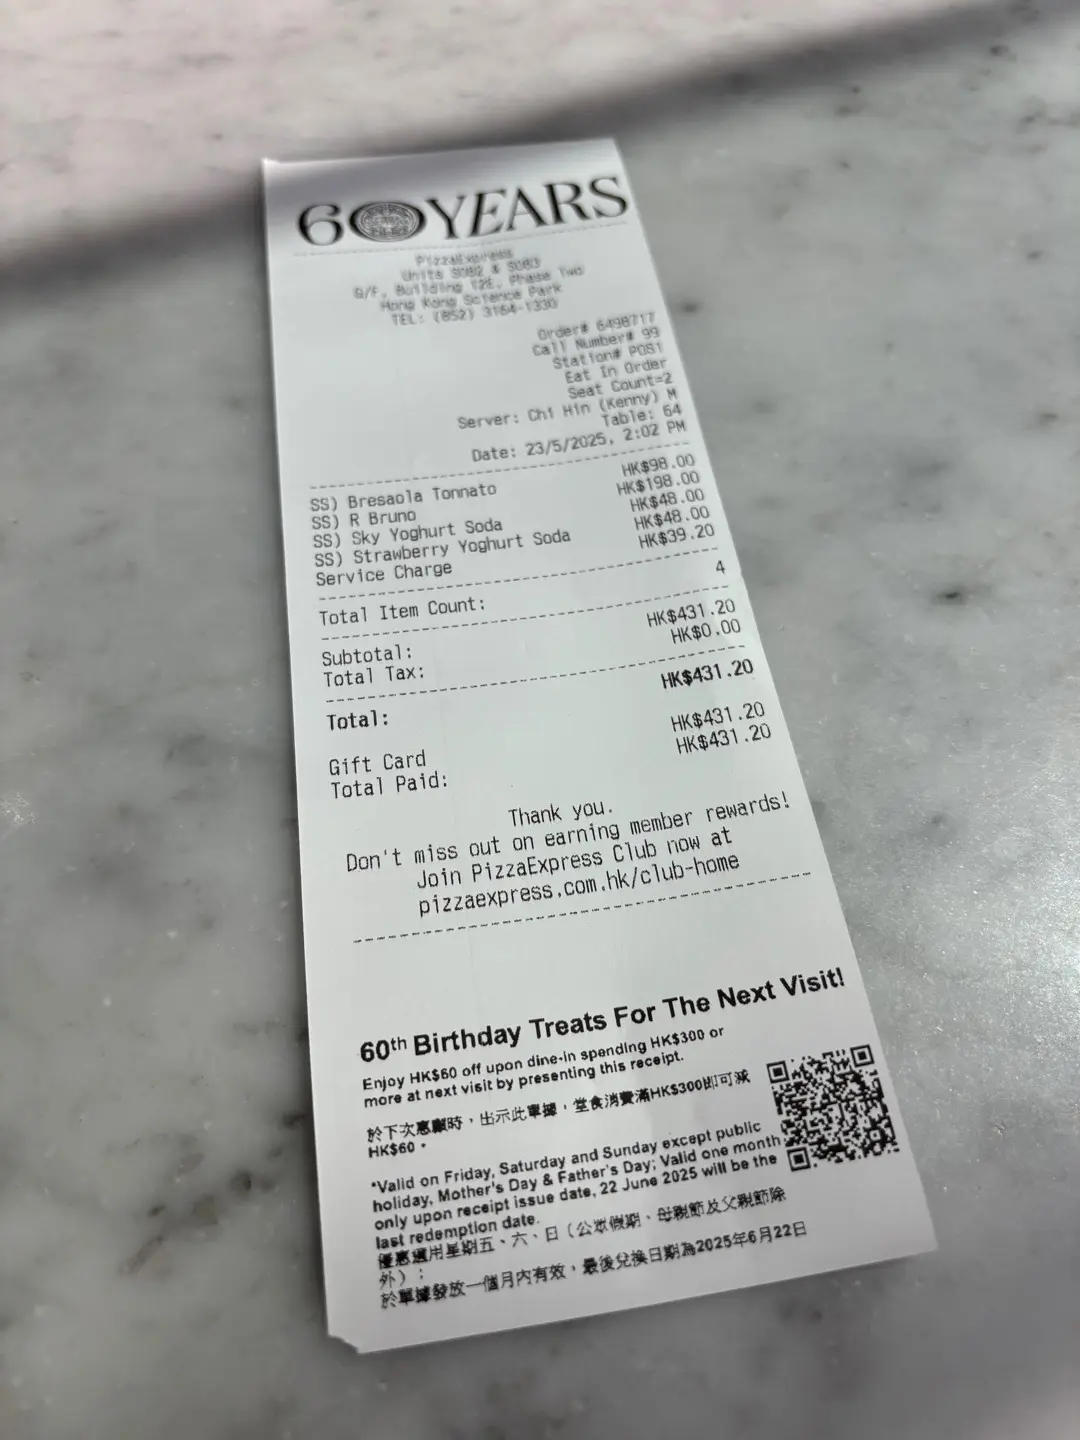 60 YEARS
PizzaExpress
Units S082 & S083
G/F, Building 12E, Phase Two
Hong Kong Science Park
TEL: (852) 3164-1330
Order# 6498717
Call Number# 99
Station# POS1
Eat In Order
Seat Count=2
Server: Chi Hin (Kenny) M
Table: 64
Date: 23/5/2025, 2:02 PM
SS) Bresaola Tonnato HK$98.00
SS) R Bruno HK$198.00
SS) Sky Yoghurt Soda HK$48.00
SS) Strawberry Yoghurt Soda HK$48.00
Service Charge HK$39.20
Total Item Count: 4
Subtotal: HK$431.20
Total Tax: HK$0.00
Total: HK$431.20
Gift Card HK$431.20
Total Paid: HK$431.20
Thank you.
Don't miss out on earning member rewards!
Join PizzaExpress Club now at
pizzaexpress.com.hk/club-home
60th Birthday Treats For The Next Visit!
Enjoy HK$60 off upon dine-in spending HK$300 or
more at next visit by presenting this receipt.
於下次惠顧時，出示此單據，堂食消費滿HK$300即可減
HK$60。
*Valid on Friday, Saturday and Sunday except public
holiday, Mother's Day & Father's Day; Valid one month
only upon receipt issue date, 22 June 2025 will be the
last redemption date.
優惠適用星期五、六、日（公眾假期、母親節及父親節除
外）；
於單據發放一個月內有效，最後兌換日期為2025年6月22日